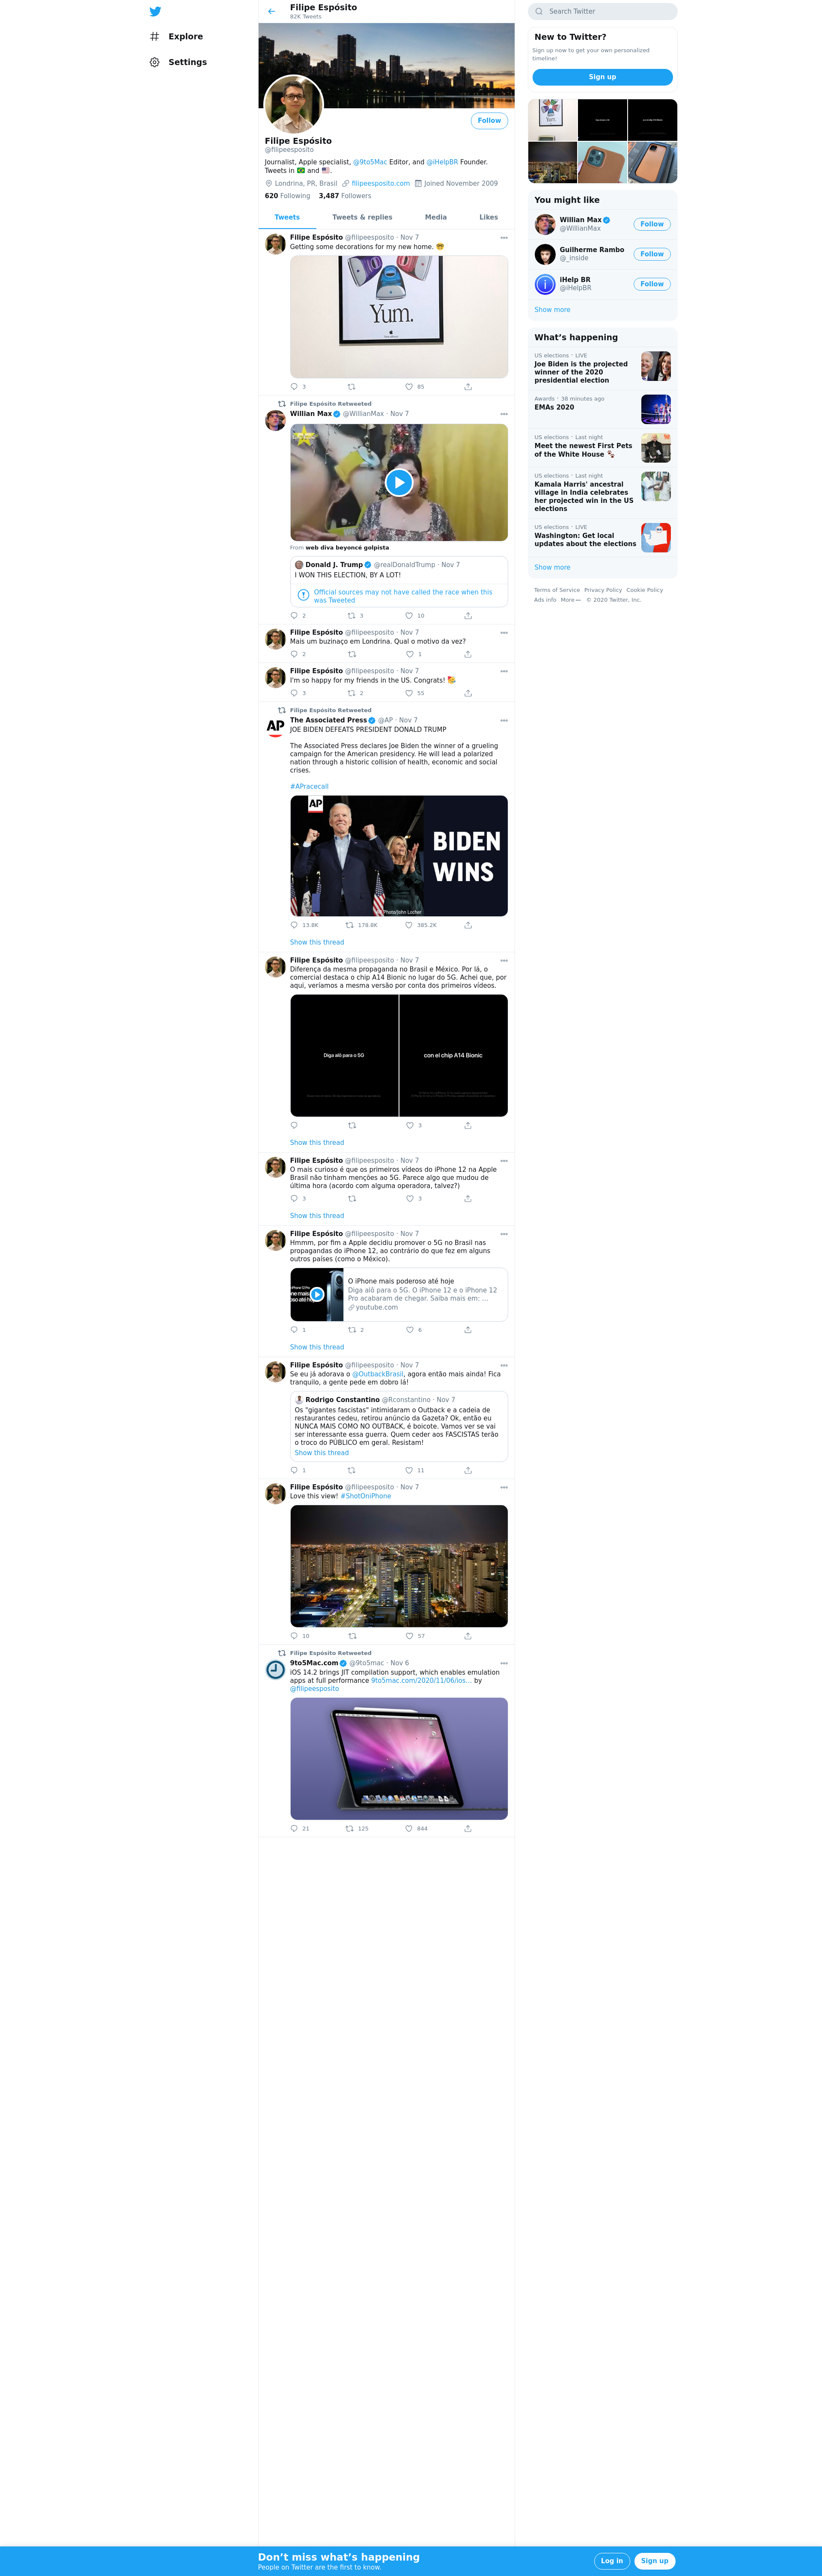 Explore
Settings
Filipe Espósito
82K Tweets
Follow
Filipe Espósito
@filipeesposito
Journalist, Apple specialist, @9to5Mac Editor, and @iHelpBR Founder.
Tweets in 🇧🇷 and 🇺🇸.
Londrina, PR, Brasil filipeesposito.com Joined November 2009
620 Following 3,487 Followers
Tweets Tweets & replies Media Likes
Filipe Espósito @filipeesposito · Nov 7
Getting some decorations for my new home. 🤓
Yum.
3 85
Filipe Espósito Retweeted
Willian Max @WillianMax · Nov 7
From web diva beyoncé golpista
Donald J. Trump @realDonaldTrump · Nov 7
I WON THIS ELECTION, BY A LOT!
Official sources may not have called the race when this
was Tweeted
2 3 10
Filipe Espósito @filipeesposito · Nov 7
Mais um buzinaço em Londrina. Qual o motivo da vez?
2 1
Filipe Espósito @filipeesposito · Nov 7
I'm so happy for my friends in the US. Congrats! 🥳
3 2 55
Filipe Espósito Retweeted
The Associated Press @AP · Nov 7
JOE BIDEN DEFEATS PRESIDENT DONALD TRUMP
The Associated Press declares Joe Biden the winner of a grueling
campaign for the American presidency. He will lead a polarized
nation through a historic collision of health, economic and social
crises.
#APracecall
AP
BIDEN
WINS
Photo/John Locher
13.8K 178.8K 385.2K
Show this thread
Filipe Espósito @filipeesposito · Nov 7
Diferença da mesma propaganda no Brasil e México. Por lá, o
comercial destaca o chip A14 Bionic no lugar do 5G. Achei que, por
aqui, veríamos a mesma versão por conta dos primeiros vídeos.
Diga alô para o 5G
con el chip A14 Bionic
3
Show this thread
Filipe Espósito @filipeesposito · Nov 7
O mais curioso é que os primeiros vídeos do iPhone 12 na Apple
Brasil não tinham menções ao 5G. Parece algo que mudou de
última hora (acordo com alguma operadora, talvez?)
3 3
Show this thread
Filipe Espósito @filipeesposito · Nov 7
Hmmm, por fim a Apple decidiu promover o 5G no Brasil nas
propagandas do iPhone 12, ao contrário do que fez em alguns
outros países (como o México).
O iPhone mais poderoso até hoje
Diga alô para o 5G. O iPhone 12 e o iPhone 12
Pro acabaram de chegar. Saiba mais em: ...
youtube.com
1 2 6
Show this thread
Filipe Espósito @filipeesposito · Nov 7
Se eu já adorava o @OutbackBrasil, agora então mais ainda! Fica
tranquilo, a gente pede em dobro lá!
Rodrigo Constantino @Rconstantino · Nov 7
Os "gigantes fascistas" intimidaram o Outback e a cadeia de
restaurantes cedeu, retirou anúncio da Gazeta? Ok, então eu
NUNCA MAIS COMO NO OUTBACK, é boicote. Vamos ver se vai
ser interessante essa guerra. Quem ceder aos FASCISTAS terão
o troco do PÚBLICO em geral. Resistam!
Show this thread
1 11
Filipe Espósito @filipeesposito · Nov 7
Love this view! #ShotOniPhone
10 57
Filipe Espósito Retweeted
9to5Mac.com @9to5mac · Nov 6
iOS 14.2 brings JIT compilation support, which enables emulation
apps at full performance 9to5mac.com/2020/11/06/ios... by
@filipeesposito
21 125 844
Search Twitter
New to Twitter?
Sign up now to get your own personalized
timeline!
Sign up
You might like
Willian Max
@WillianMax
Follow
Guilherme Rambo
@_inside
Follow
iHelp BR
@iHelpBR
Follow
Show more
What's happening
US elections · LIVE
Joe Biden is the projected
winner of the 2020
presidential election
Awards · 38 minutes ago
EMAs 2020
US elections · Last night
Meet the newest First Pets
of the White House 🐾
US elections · Last night
Kamala Harris' ancestral
village in India celebrates
her projected win in the US
elections
US elections · LIVE
Washington: Get local
updates about the elections
Show more
Terms of Service Privacy Policy Cookie Policy
Ads info More © 2020 Twitter, Inc.
Don't miss what's happening
People on Twitter are the first to know.
Log in
Sign up